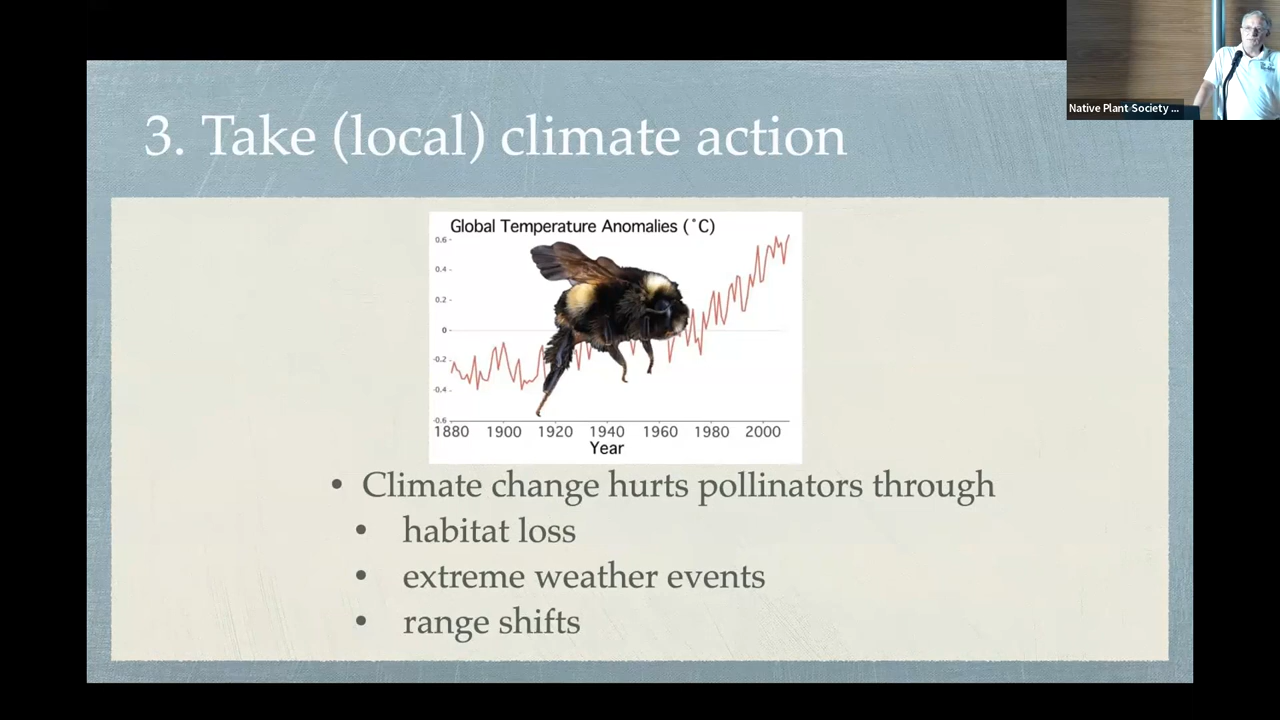 Native Plant Society ...
3. Take (local) climate action
Global Temperature Anomalies (˚C)
0.6
0.4
0.2
0
-0.2
-0.4
-0.6
1880 1900 1920 1940 1960 1980 2000
Year
• Climate change hurts pollinators through
• habitat loss
• extreme weather events
• range shifts